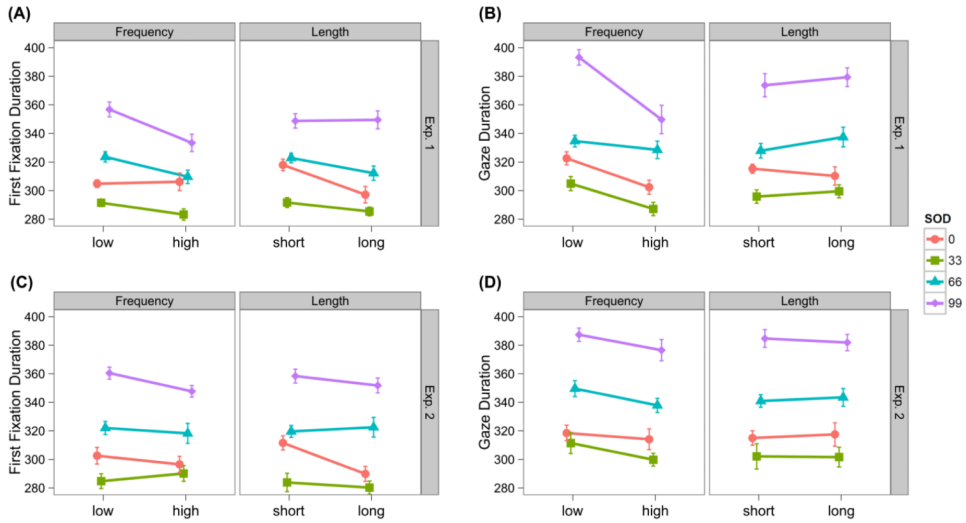 (A)
Frequency
Length
First Fixation Duration
400
380
360
340
320
300
280
low
high
short
long
Exp. 1
(B)
Frequency
Length
Gaze Duration
400
380
360
340
320
300
280
low
high
short
long
Exp. 1
(C)
Frequency
Length
First Fixation Duration
400
380
360
340
320
300
280
low
high
short
long
Exp. 2
(D)
Frequency
Length
Gaze Duration
400
380
360
340
320
300
280
low
high
short
long
Exp. 2
SOD
0
33
66
99